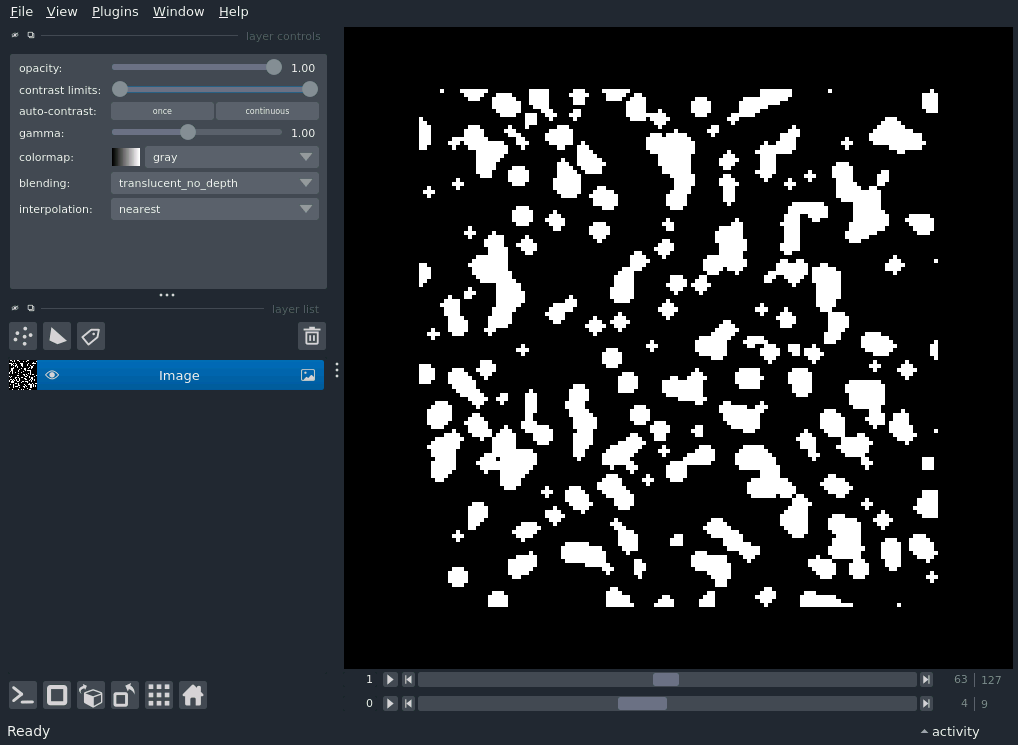 File View Plugins Window Help
layer controls
opacity: 1.00
contrast limits:
auto-contrast: once continuous
gamma: 1.00
colormap: gray
blending: translucent_no_depth
interpolation: nearest
layer list
Image
1 63 127
0 4 9
Ready activity